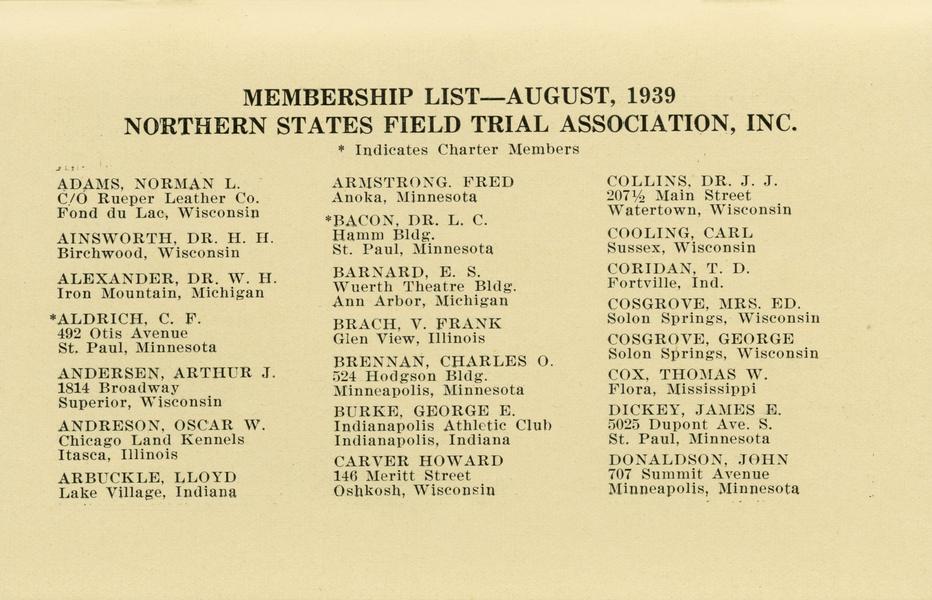 MEMBERSHIP LIST—AUGUST, 1939
NORTHERN STATES FIELD TRIAL ASSOCIATION, INC.
* Indicates Charter Members
ADAMS, NORMAN L.
C/O Rueper Leather Co.
Fond du Lac, Wisconsin
AINSWORTH, DR. H. H.
Birchwood, Wisconsin
ALEXANDER, DR. W. H.
Iron Mountain, Michigan
*ALDRICH, C. F.
492 Otis Avenue
St. Paul, Minnesota
ANDERSEN, ARTHUR J.
1814 Broadway
Superior, Wisconsin
ANDRESON, OSCAR W.
Chicago Land Kennels
Itasca, Illinois
ARBUCKLE, LLOYD
Lake Village, Indiana
ARMSTRONG. FRED
Anoka, Minnesota
*BACON, DR. L. C.
Hamm Bldg.
St. Paul, Minnesota
BARNARD, E. S.
Wuerth Theatre Bldg.
Ann Arbor, Michigan
BRACH, V. FRANK
Glen View, Illinois
BRENNAN, CHARLES O.
524 Hodgson Bldg.
Minneapolis, Minnesota
BURKE, GEORGE E.
Indianapolis Athletic Club
Indianapolis, Indiana
CARVER HOWARD
146 Meritt Street
Oshkosh, Wisconsin
COLLINS, DR. J. J.
207½ Main Street
Watertown, Wisconsin
COOLING, CARL
Sussex, Wisconsin
CORIDAN, T. D.
Fortville, Ind.
COSGROVE, MRS. ED.
Solon Springs, Wisconsin
COSGROVE, GEORGE
Solon Springs, Wisconsin
COX, THOMAS W.
Flora, Mississippi
DICKEY, JAMES E.
5025 Dupont Ave. S.
St. Paul, Minnesota
DONALDSON, JOHN
707 Summit Avenue
Minneapolis, Minnesota